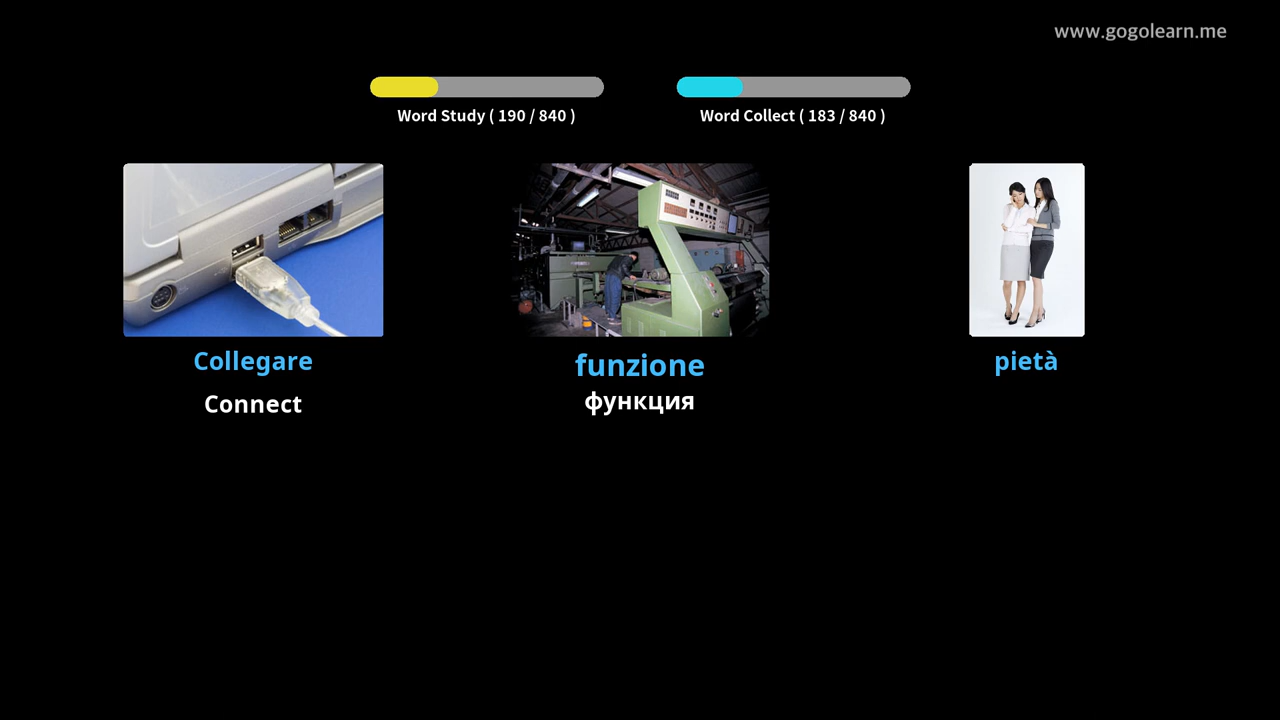 www.gogolearn.me
Word Study ( 190 / 840 )
Word Collect ( 183 / 840 )
Collegare
Connect
funzione
функция
pietà